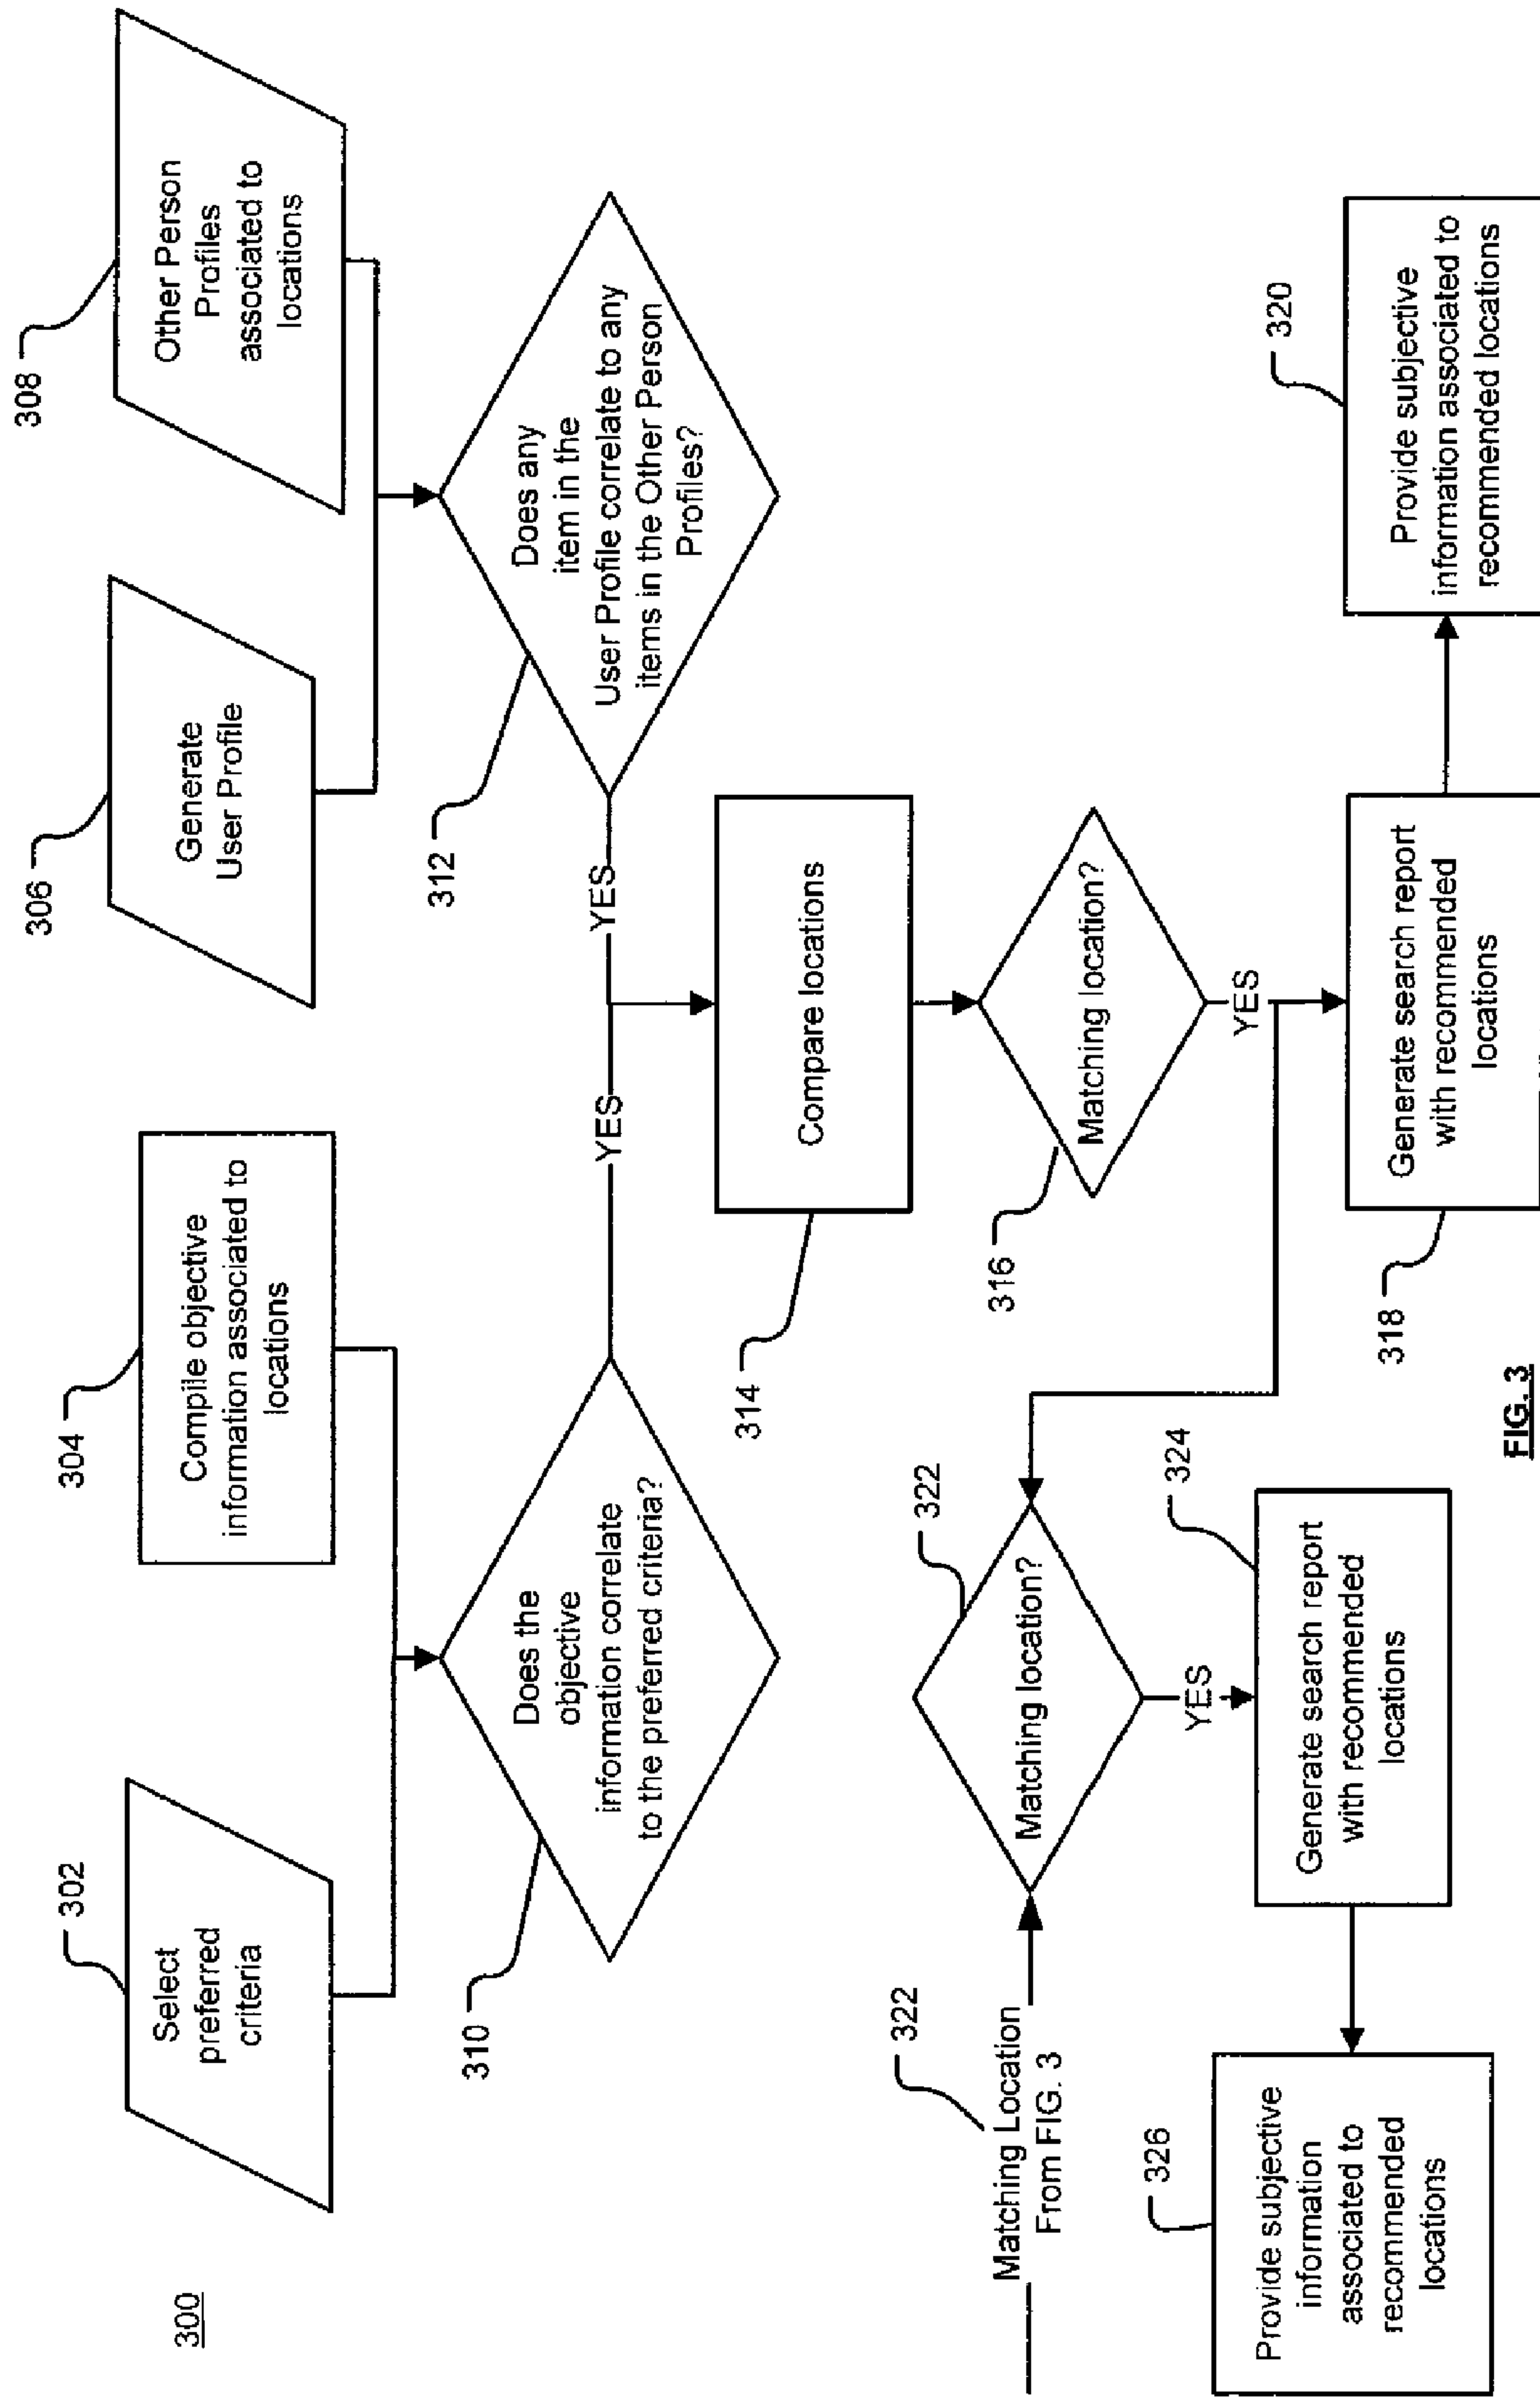 300
302
Select
preferred
criteria
304
Compile objective
information associated to
locations
306
Generate
User Profile
308
Other Person
Profiles
associated to
locations
310
Does the
objective
information correlate
to the preferred criteria?
YES
312
Does any
item in the
User Profile correlate to any
items in the Other Person
Profiles?
YES
314
Compare locations
316
Matching location?
YES
322
Matching Location
From FIG. 3
322
Matching location?
YES
324
Generate search report
with recommended
locations
326
Provide subjective
information
associated to
recommended
locations
318
Generate search report
with recommended
locations
320
Provide subjective
information associated to
recommended locations
FIG. 3